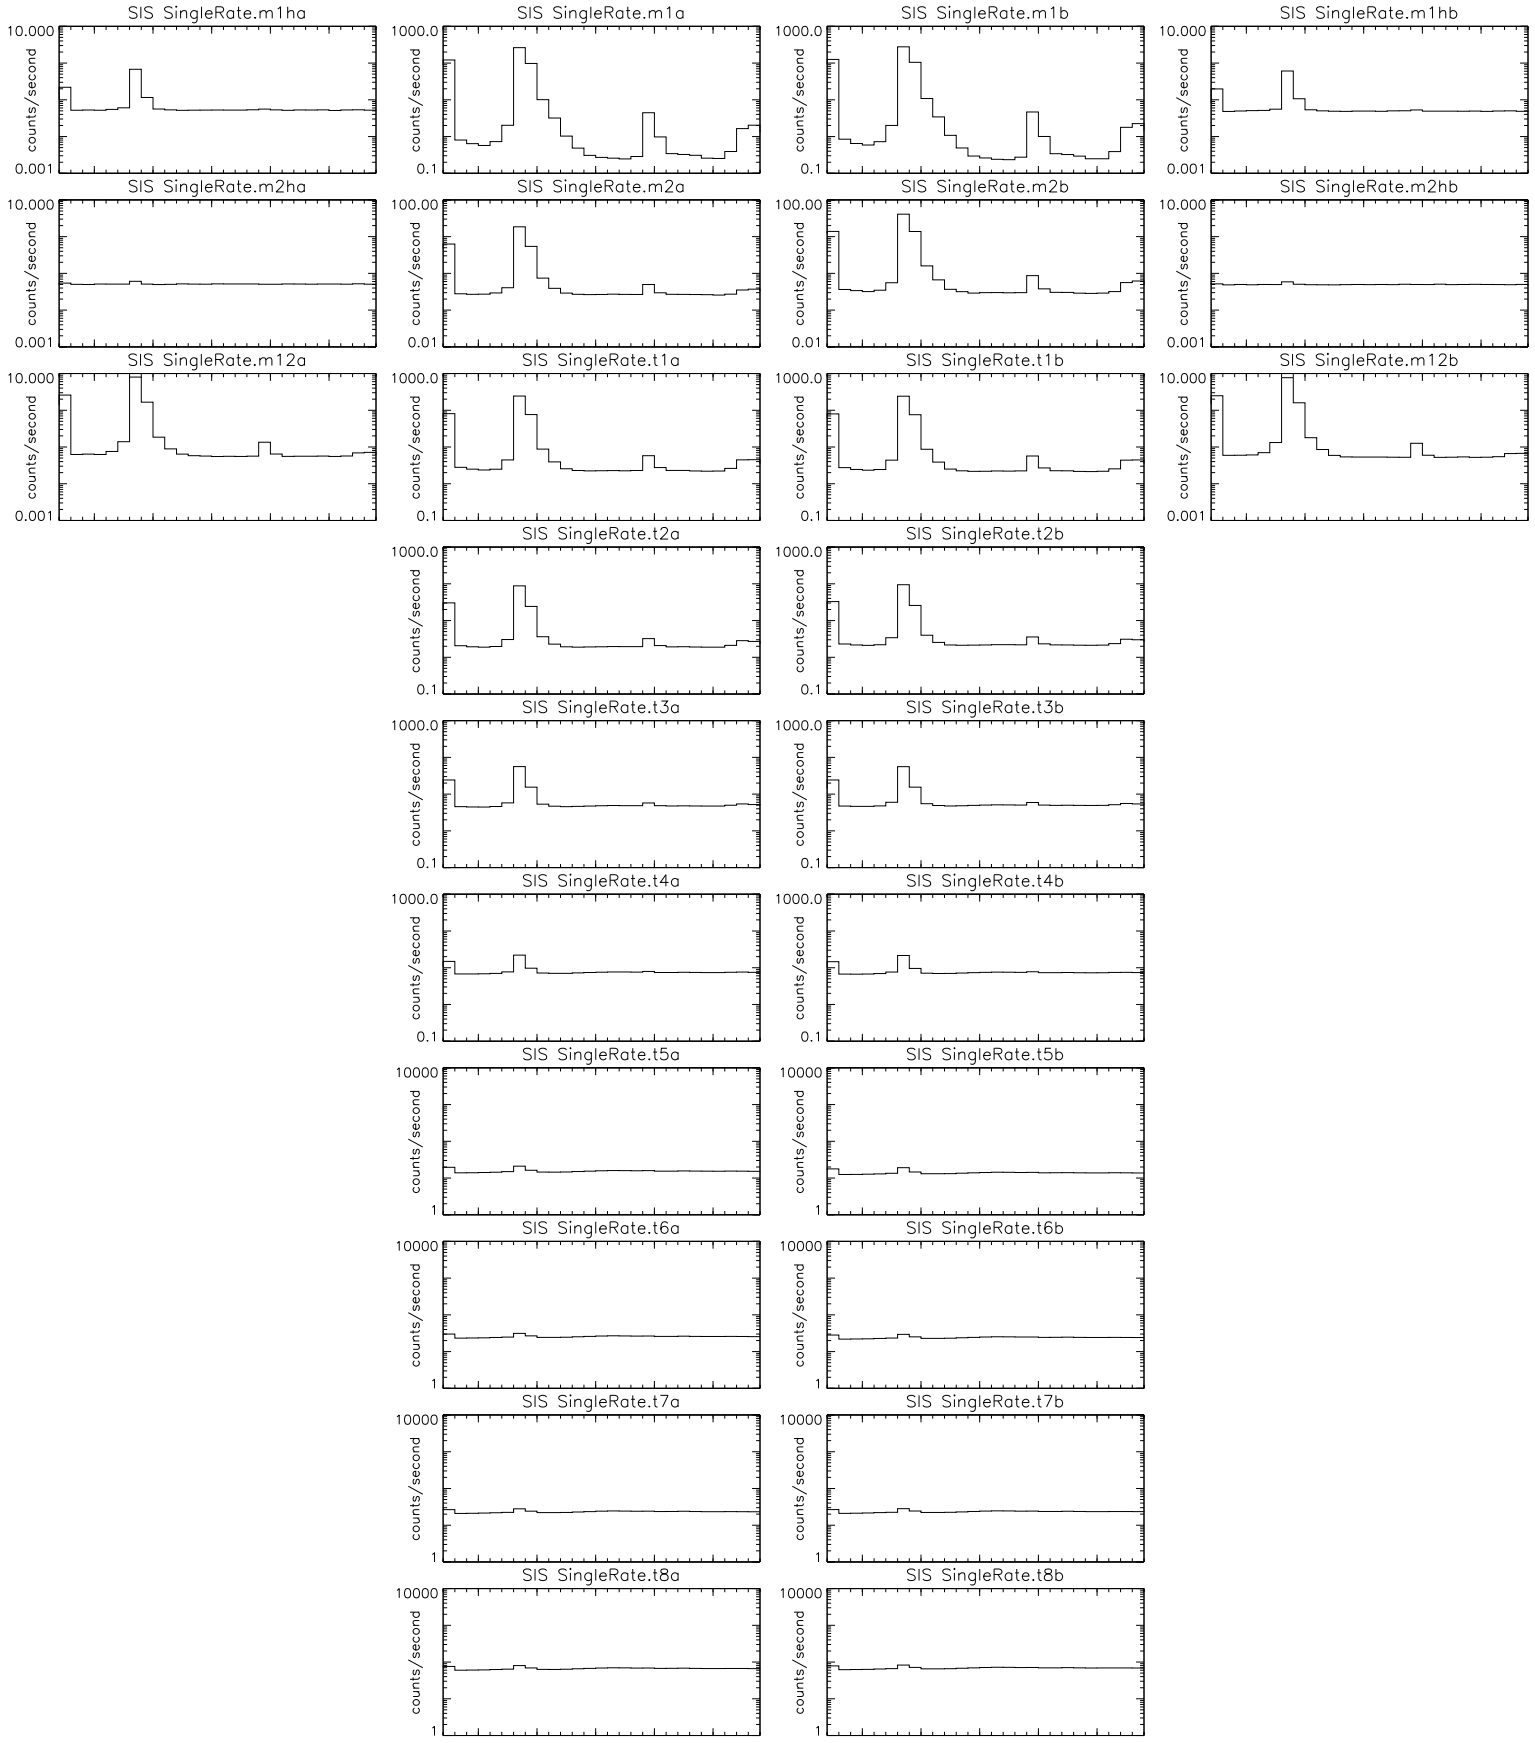 SIS SingleRate.m1ha
SIS SingleRate.m1a
SIS SingleRate.m1b
SIS SingleRate.m1hb
10.000
counts/second
0.001
1000.0
counts/second
0.1
1000.0
counts/second
0.1
10.000
counts/second
0.001
SIS SingleRate.m2ha
SIS SingleRate.m2a
SIS SingleRate.m2b
SIS SingleRate.m2hb
10.000
counts/second
0.001
100.00
counts/second
0.01
100.00
counts/second
0.01
10.000
counts/second
0.001
SIS SingleRate.m12a
SIS SingleRate.t1a
SIS SingleRate.t1b
SIS SingleRate.m12b
10.000
counts/second
0.001
1000.0
counts/second
0.1
1000.0
counts/second
0.1
10.000
counts/second
0.001
SIS SingleRate.t2a
SIS SingleRate.t2b
1000.0
counts/second
0.1
1000.0
counts/second
0.1
SIS SingleRate.t3a
SIS SingleRate.t3b
1000.0
counts/second
0.1
1000.0
counts/second
0.1
SIS SingleRate.t4a
SIS SingleRate.t4b
1000.0
counts/second
0.1
1000.0
counts/second
0.1
SIS SingleRate.t5a
SIS SingleRate.t5b
10000
counts/second
1
10000
counts/second
1
SIS SingleRate.t6a
SIS SingleRate.t6b
10000
counts/second
1
10000
counts/second
1
SIS SingleRate.t7a
SIS SingleRate.t7b
10000
counts/second
1
10000
counts/second
1
SIS SingleRate.t8a
SIS SingleRate.t8b
10000
counts/second
1
10000
counts/second
1